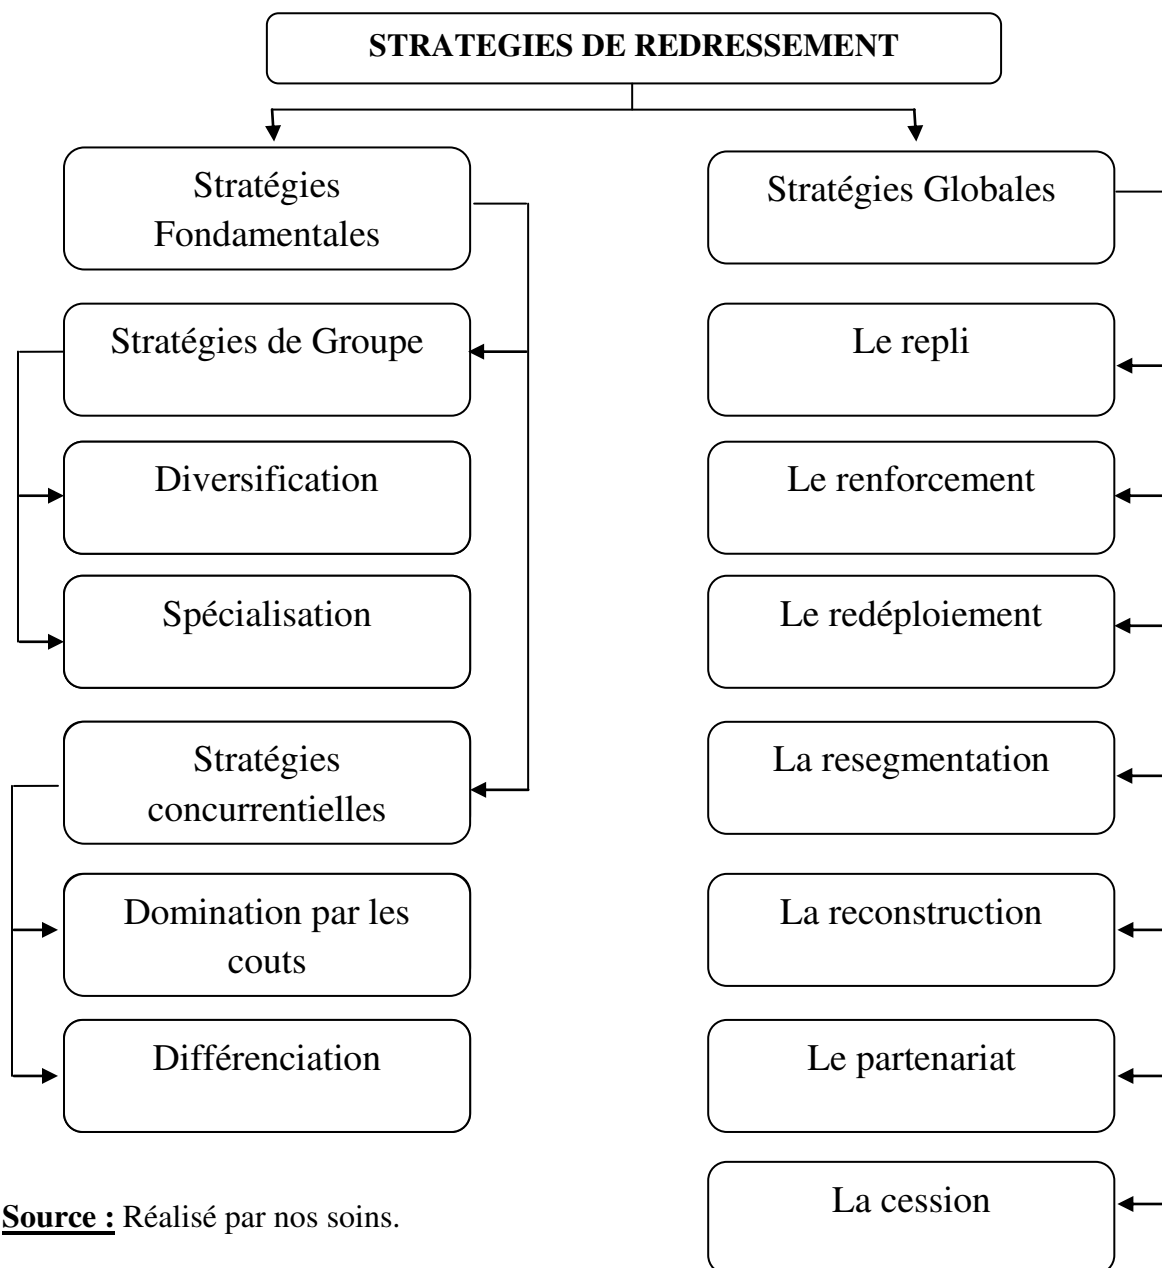 STRATEGIES DE REDRESSEMENT
Stratégies
Fondamentales
Stratégies de Groupe
Diversification
Spécialisation
Stratégies
concurrentielles
Domination par les
couts
Différenciation
Stratégies Globales
Le repli
Le renforcement
Le redéploiement
La resegmentation
La reconstruction
Le partenariat
La cession
Source : Réalisé par nos soins.